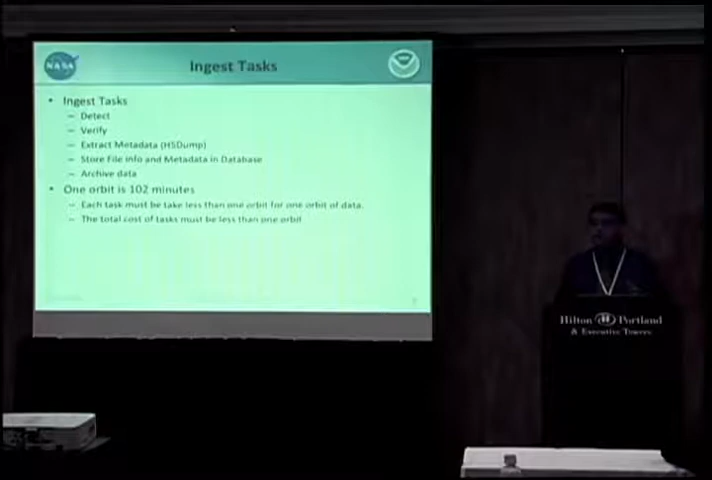 NASA
Ingest Tasks
• Ingest Tasks
– Detect
– Verify
– Extract Metadata (H5Dump)
– Store File info and Metadata in Database
– Archive data
• One orbit is 102 minutes
– Each task must be take less than one orbit for one orbit of data.
– The total cost of tasks must be less than one orbit
Hilton Portland
& Executive Towers